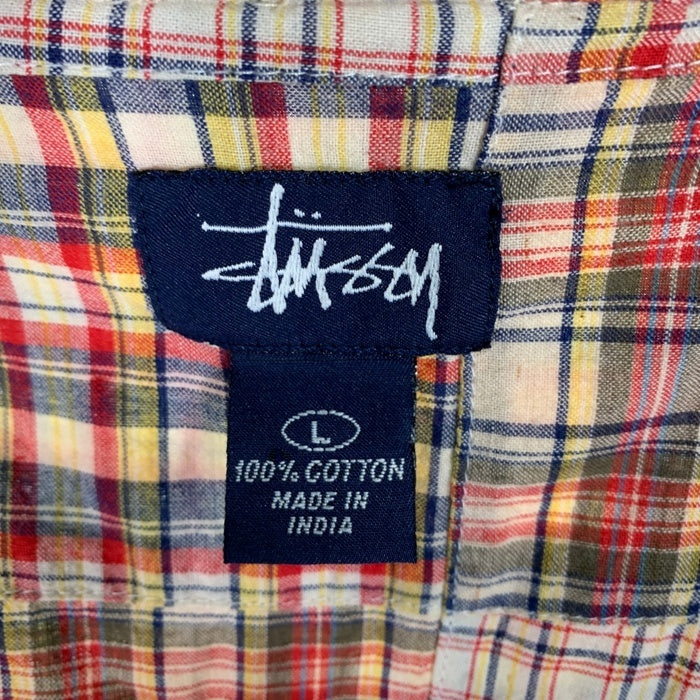 Stüssy
L
100% COTTON
MADE IN
INDIA